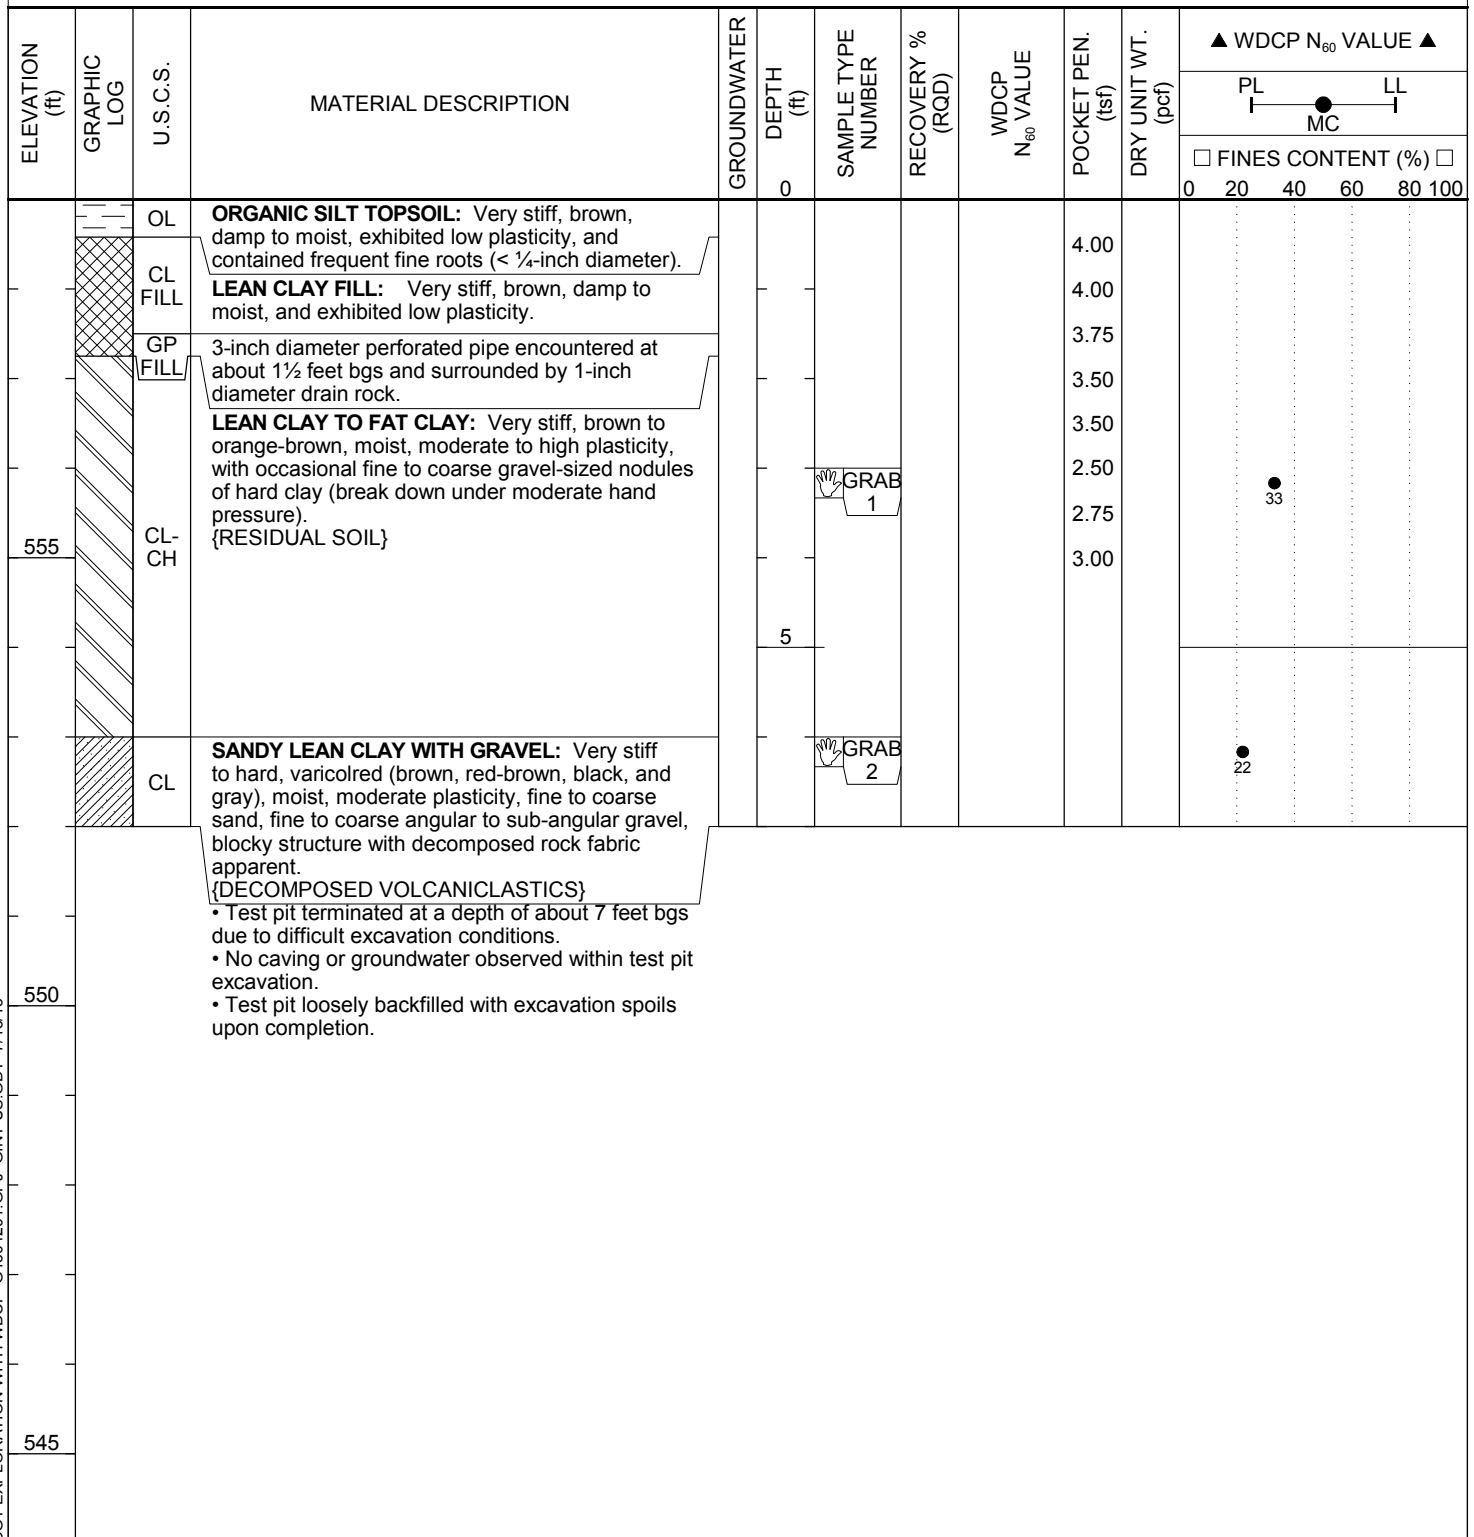 ELEVATION
(ft)
GRAPHIC
LOG
U.S.C.S.
MATERIAL DESCRIPTION
GROUNDWATER
DEPTH
(ft)
0
SAMPLE TYPE
NUMBER
RECOVERY %
(RQD)
WDCP
N60 VALUE
POCKET PEN.
(tsf)
DRY UNIT WT.
(pcf)
▲ WDCP N60 VALUE ▲
PL LL
MC
□ FINES CONTENT (%) □
0 20 40 60 80 100
OL
ORGANIC SILT TOPSOIL: Very stiff, brown,
damp to moist, exhibited low plasticity, and
contained frequent fine roots (< ¼-inch diameter).
4.00
CL
FILL
LEAN CLAY FILL: Very stiff, brown, damp to
moist, and exhibited low plasticity.
4.00
3.75
GP
FILL
3-inch diameter perforated pipe encountered at
about 1½ feet bgs and surrounded by 1-inch
diameter drain rock.
3.50
LEAN CLAY TO FAT CLAY: Very stiff, brown to
orange-brown, moist, moderate to high plasticity,
with occasional fine to coarse gravel-sized nodules
of hard clay (break down under moderate hand
pressure).
{RESIDUAL SOIL}
CL-
CH
3.50
2.50
GRAB
1
33
2.75
3.00
555
5
SANDY LEAN CLAY WITH GRAVEL: Very stiff
to hard, varicolred (brown, red-brown, black, and
gray), moist, moderate plasticity, fine to coarse
sand, fine to coarse angular to sub-angular gravel,
blocky structure with decomposed rock fabric
apparent.
{DECOMPOSED VOLCANICLASTICS}
CL
GRAB
2
22
• Test pit terminated at a depth of about 7 feet bgs
due to difficult excavation conditions.
• No caving or groundwater observed within test pit
excavation.
• Test pit loosely backfilled with excavation spoils
upon completion.
550
545